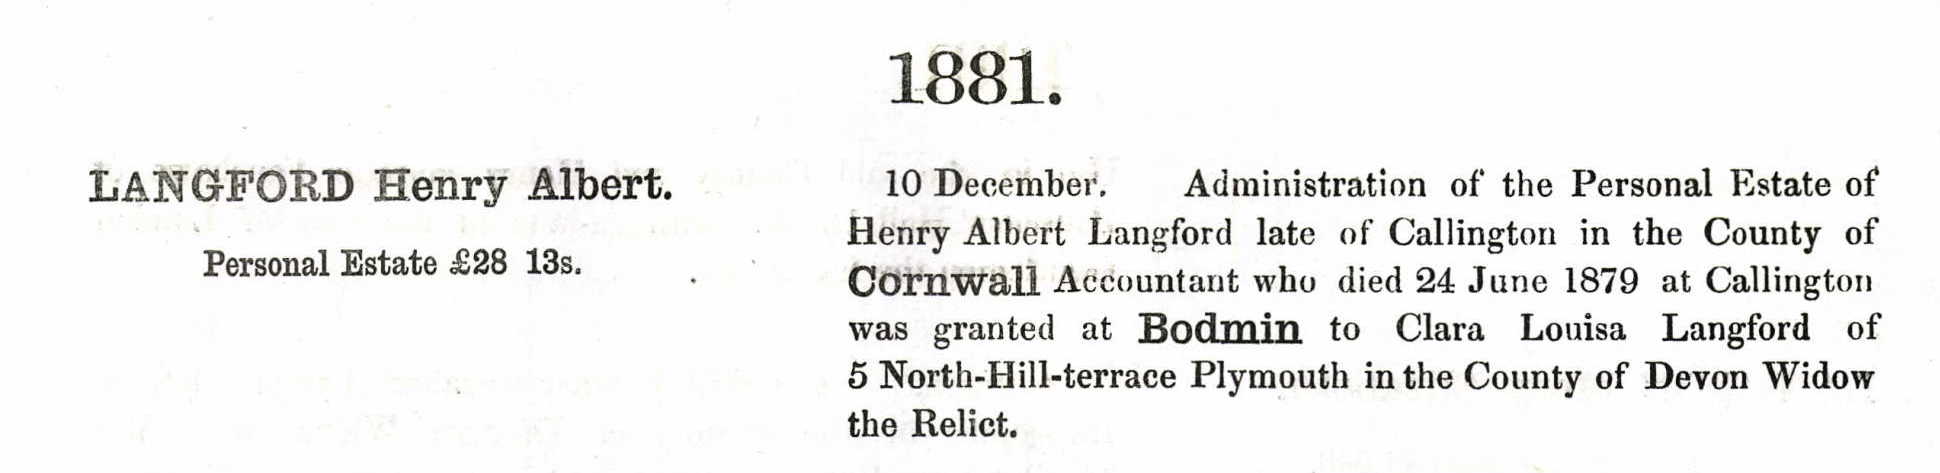 1881.
LANGFORD Henry Albert.
Personal Estate £28 13s.
10 December. Administration of the Personal Estate of
Henry Albert Langford late of Callington in the County of
Cornwall Accountant who died 24 June 1879 at Callington
was granted at Bodmin to Clara Louisa Langford of
5 North-Hill-terrace Plymouth in the County of Devon Widow
the Relict.